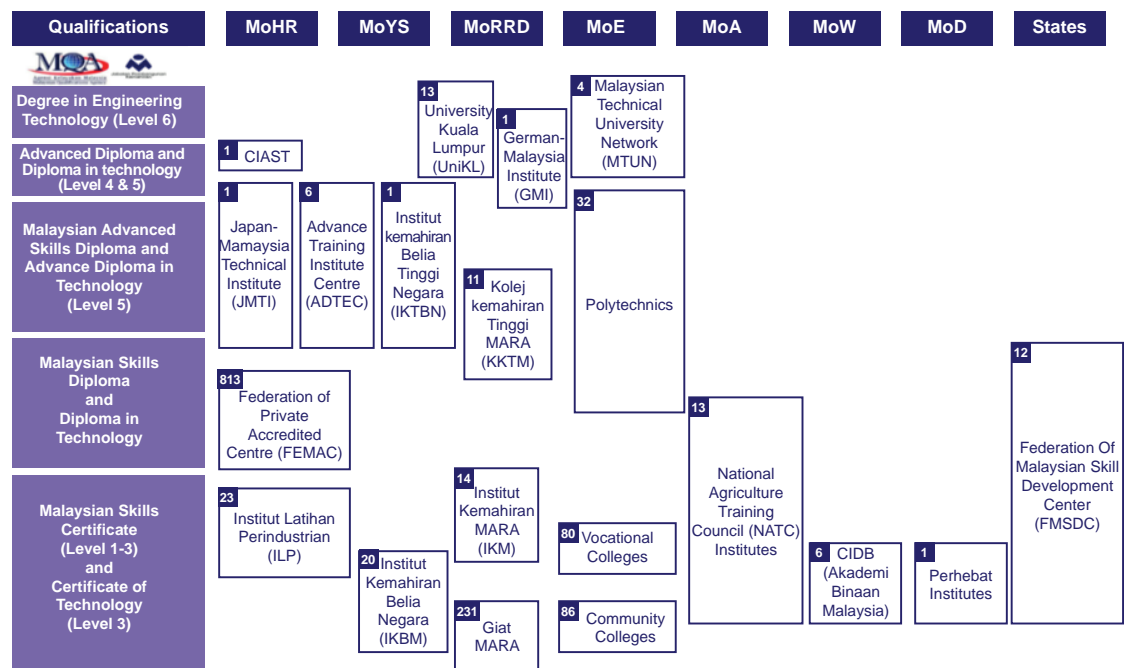 Qualifications
MoHR
MoYS
MoRRD
MoE
MoA
MoW
MoD
States
MQA
Degree in Engineering
Technology (Level 6)
Advanced Diploma and
Diploma in technology
(Level 4 & 5)
Malaysian Advanced
Skills Diploma and
Advance Diploma in
Technology
(Level 5)
Malaysian Skills
Diploma
and
Diploma in
Technology
Malaysian Skills
Certificate
(Level 1-3)
and
Certificate of
Technology
(Level 3)
1
CIAST
1
Japan-
Mamaysia
Technical
Institute
(JMTI)
6
Advance
Training
Institute
Centre
(ADTEC)
1
Institut
kemahiran
Belia
Tinggi
Negara
(IKTBN)
13
University
Kuala
Lumpur
(UniKL)
1
German-
Malaysia
Institute
(GMI)
4
Malaysian
Technical
University
Network
(MTUN)
11
Kolej
kemahiran
Tinggi
MARA
(KKTM)
32
Polytechnics
813
Federation of
Private
Accredited
Centre (FEMAC)
23
Institut Latihan
Perindustrian
(ILP)
20
Institut
Kemahiran
Belia
Negara
(IKBM)
14
Institut
Kemahiran
MARA
(IKM)
231
Giat
MARA
80
Vocational
Colleges
86
Community
Colleges
13
National
Agriculture
Training
Council (NATC)
Institutes
6
CIDB
(Akademi
Binaan
Malaysia)
1
Perhebat
Institutes
12
Federation Of
Malaysian Skill
Development
Center
(FMSDC)